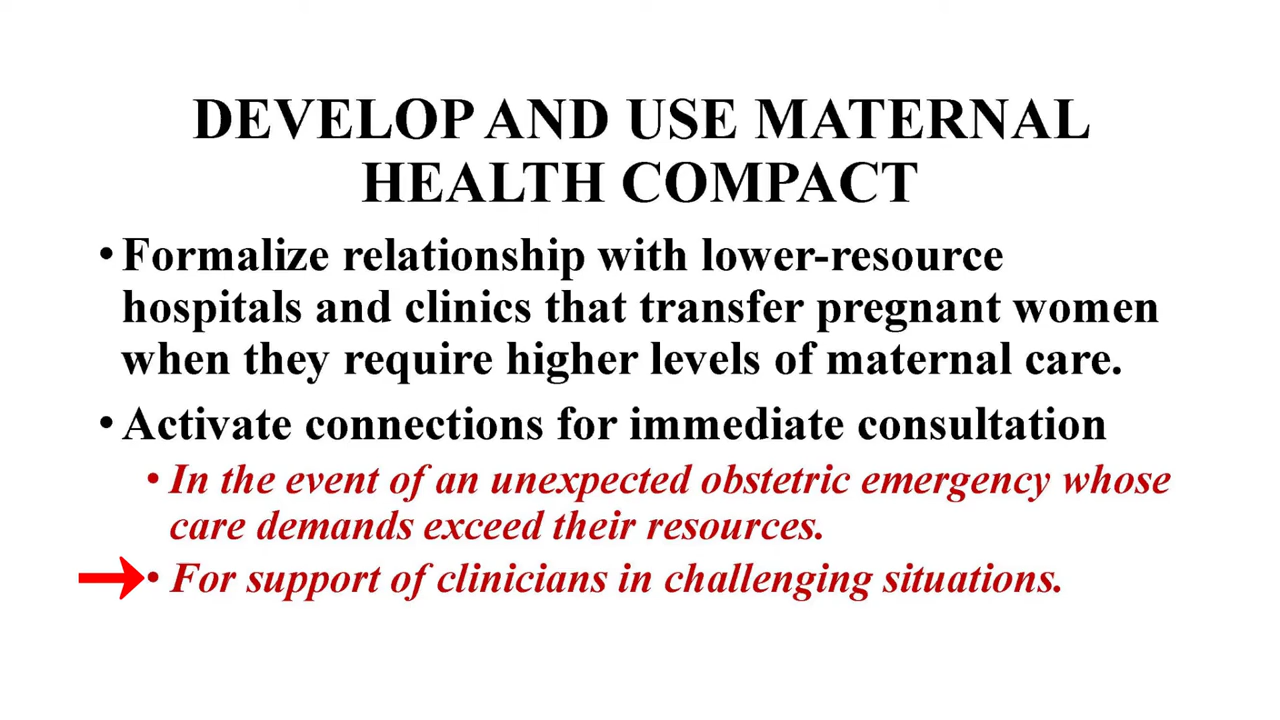 DEVELOP AND USE MATERNAL
HEALTH COMPACT
• Formalize relationship with lower-resource
hospitals and clinics that transfer pregnant women
when they require higher levels of maternal care.
• Activate connections for immediate consultation
• In the event of an unexpected obstetric emergency whose
care demands exceed their resources.
• For support of clinicians in challenging situations.